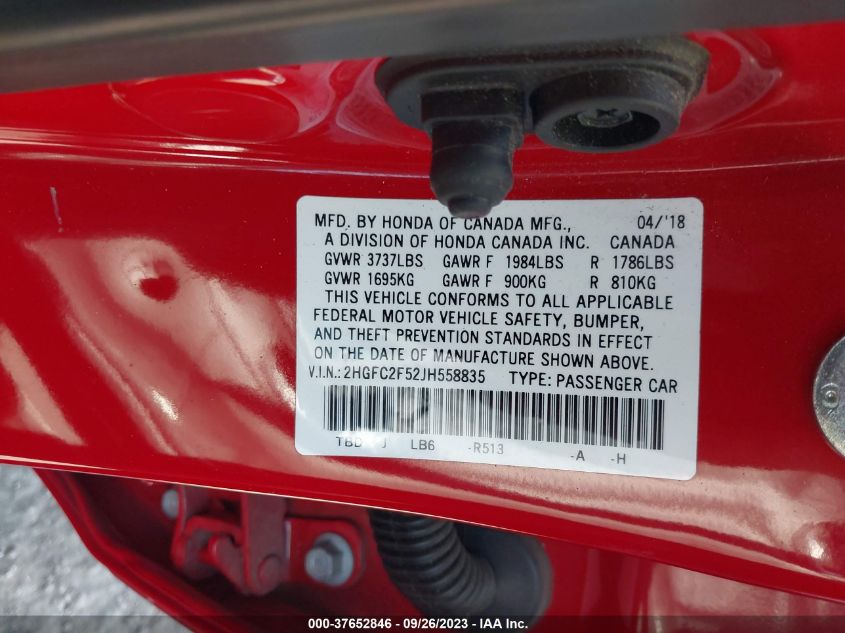 MFD. BY HONDA OF CANADA MFG., 04/'18
A DIVISION OF HONDA CANADA INC. CANADA
GVWR 3737LBS GAWR F 1984LBS R 1786LBS
GVWR 1695KG GAWR F 900KG R 810KG
THIS VEHICLE CONFORMS TO ALL APPLICABLE
FEDERAL MOTOR VEHICLE SAFETY, BUMPER,
AND THEFT PREVENTION STANDARDS IN EFFECT
ON THE DATE OF MANUFACTURE SHOWN ABOVE.
V.I.N.: 2HGFC2F52JH558835 TYPE: PASSENGER CAR
TBD J LB6 -R513 -A -H
000-37652846 - 09/26/2023 - IAA Inc.